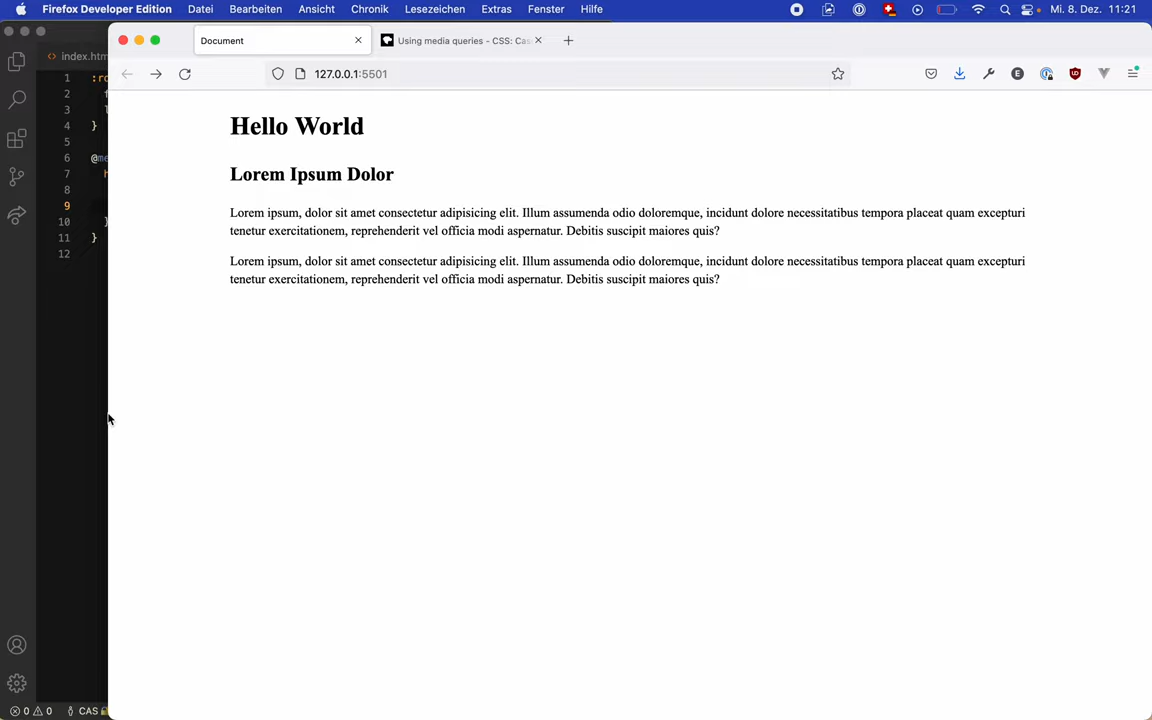 Firefox Developer Edition Datei Bearbeiten Ansicht Chronik Lesezeichen Extras Fenster Hilfe Mi. 8. Dez. 11:21
Document Using media queries - CSS: Cas
127.0.0.1:5501
<> index.htm
1 :ro
2 f
3 l
4 }
5
6 @me
7 h
8
9
10 }
11 }
12
Hello World
Lorem Ipsum Dolor
Lorem ipsum, dolor sit amet consectetur adipisicing elit. Illum assumenda odio doloremque, incidunt dolore necessitatibus tempora placeat quam excepturi
tenetur exercitationem, reprehenderit vel officia modi aspernatur. Debitis suscipit maiores quis?
Lorem ipsum, dolor sit amet consectetur adipisicing elit. Illum assumenda odio doloremque, incidunt dolore necessitatibus tempora placeat quam excepturi
tenetur exercitationem, reprehenderit vel officia modi aspernatur. Debitis suscipit maiores quis?
0 0 CAS